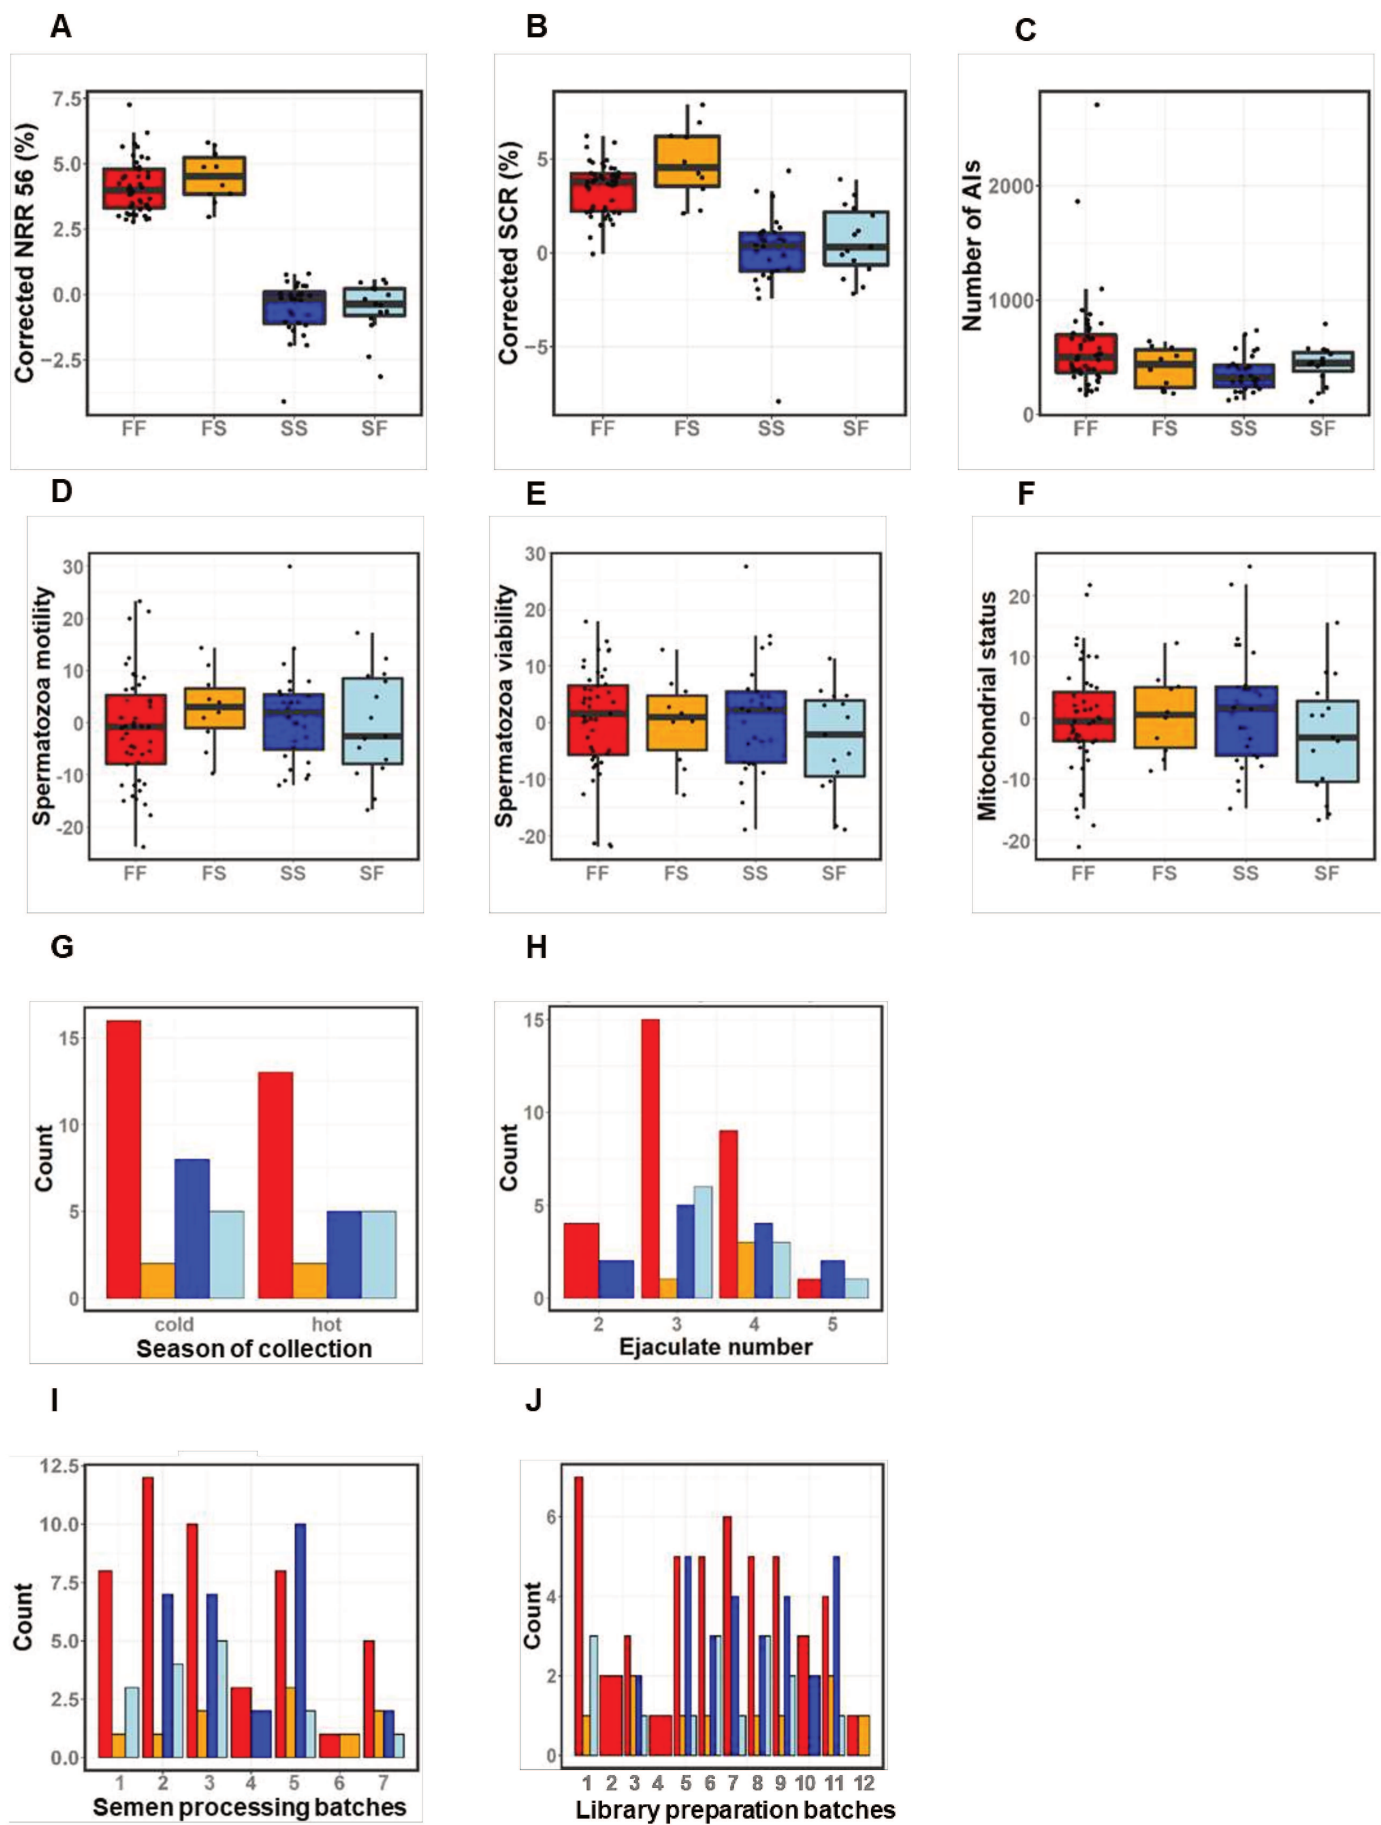 A
B
C
7.5
5.0
2.5
0.0
−2.5
Corrected NRR 56 (%)
FF FS SS SF
5
0
−5
Corrected SCR (%)
FF FS SS SF
2000
1000
0
Number of AIs
FF FS SS SF
D
E
F
30
20
10
0
-10
-20
Spermatozoa motility
FF FS SS SF
30
20
10
0
-10
-20
Spermatozoa viability
FF FS SS SF
20
10
0
-10
-20
Mitochondrial status
FF FS SS SF
G
H
15
10
5
0
Count
cold hot
Season of collection
15
10
5
0
Count
2 3 4 5
Ejaculate number
I
J
12.5
10.0
7.5
5.0
2.5
0.0
Count
1 2 3 4 5 6 7
Semen processing batches
6
4
2
0
Count
1 2 3 4 5 6 7 8 9 10 11 12
Library preparation batches